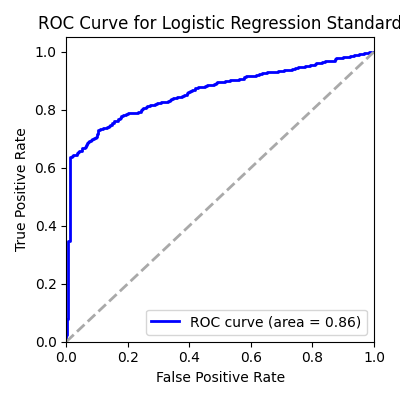 ROC Curve for Logistic Regression Standard
True Positive Rate
1.0
0.8
0.6
0.4
0.2
0.0
ROC curve (area = 0.86)
0.0 0.2 0.4 0.6 0.8 1.0
False Positive Rate